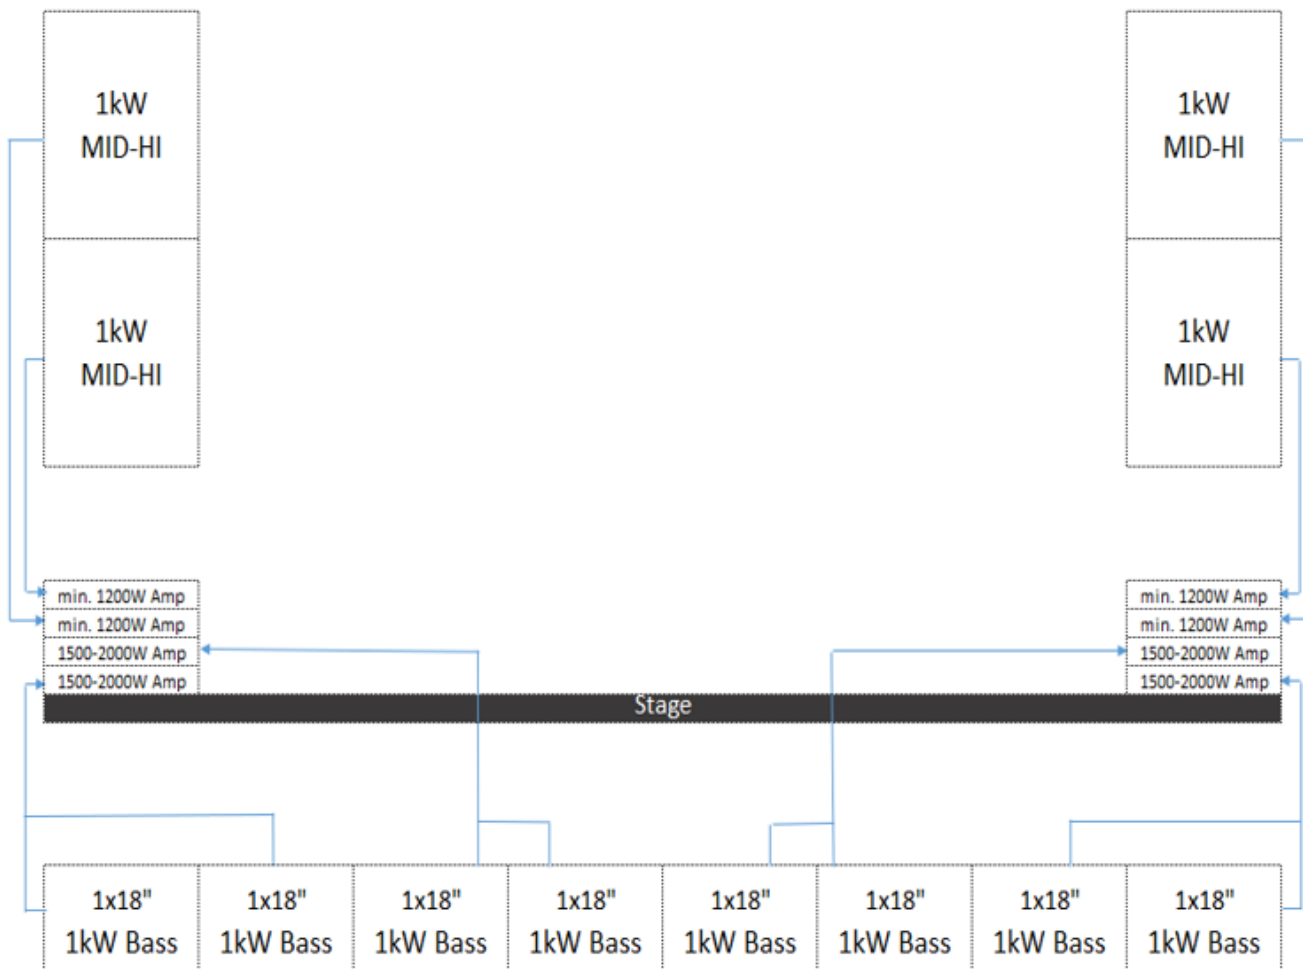 1kW
MID-HI
1kW
MID-HI
1kW
MID-HI
1kW
MID-HI
min. 1200W Amp
min. 1200W Amp
1500-2000W Amp
1500-2000W Amp
min. 1200W Amp
min. 1200W Amp
1500-2000W Amp
1500-2000W Amp
Stage
1x18"
1kW Bass
1x18"
1kW Bass
1x18"
1kW Bass
1x18"
1kW Bass
1x18"
1kW Bass
1x18"
1kW Bass
1x18"
1kW Bass
1x18"
1kW Bass